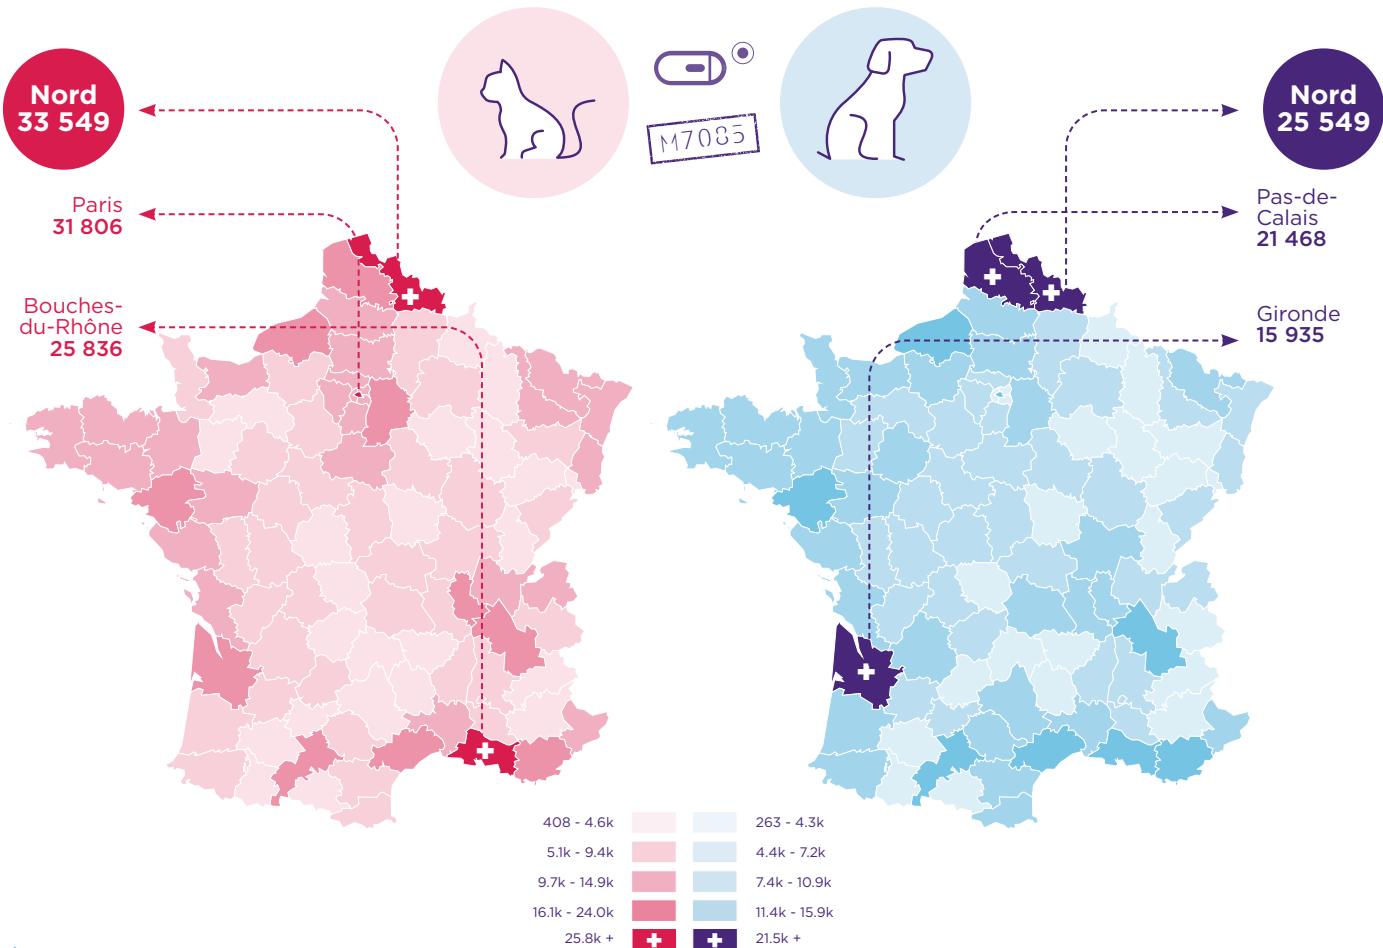 Nord
33 549
Paris
31 806
Bouches-
du-Rhône
25 836
M7085
Nord
25 549
Pas-de-
Calais
21 468
Gironde
15 935
408 - 4.6k
263 - 4.3k
5.1k - 9.4k
4.4k - 7.2k
9.7k - 14.9k
7.4k - 10.9k
16.1k - 24.0k
11.4k - 15.9k
25.8k +
21.5k +